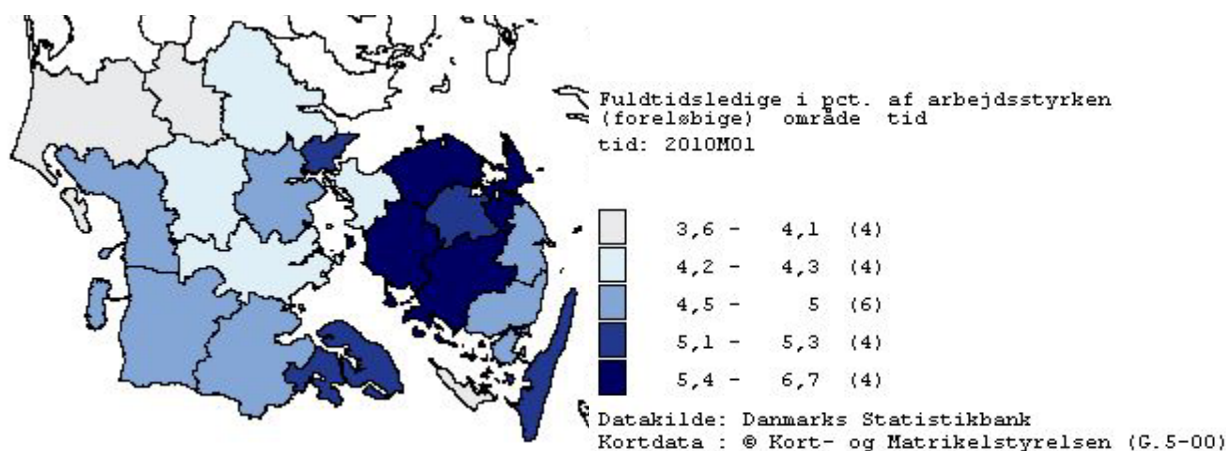 Fuldtidsledige i pct. af arbejdsstyrken
(foreløbige) område tid
tid: 2010M01
3,6 - 4,1 (4)
4,2 - 4,3 (4)
4,5 - 5 (6)
5,1 - 5,3 (4)
5,4 - 6,7 (4)
Datakilde: Danmarks Statistikbank
Kortdata : © Kort- og Matrikelstyrelsen (G.5-00)